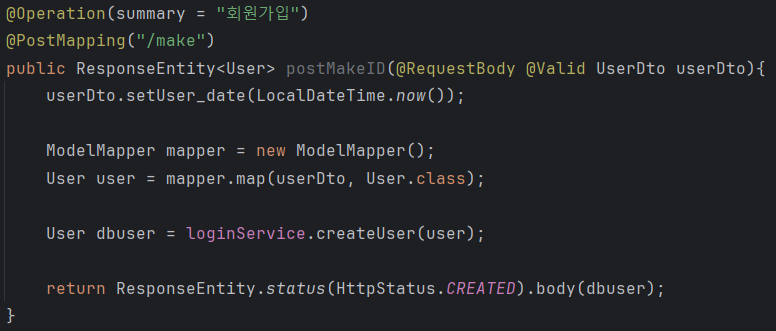 @Operation(summary = "회원가입")
@PostMapping("/make")
public ResponseEntity<User> postMakeID(@RequestBody @Valid UserDto userDto){
    userDto.setUser_date(LocalDateTime.now());

    ModelMapper mapper = new ModelMapper();
    User user = mapper.map(userDto, User.class);

    User dbuser = loginService.createUser(user);

    return ResponseEntity.status(HttpStatus.CREATED).body(dbuser);
}